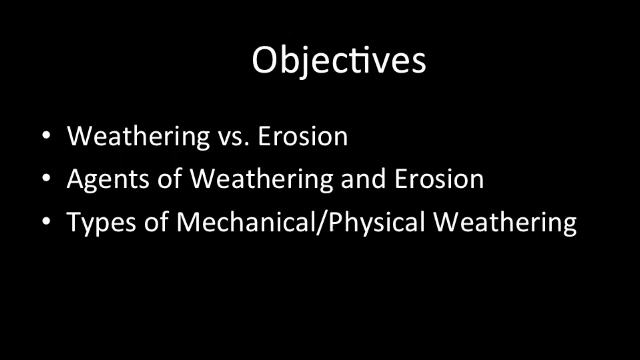 Objectives
• Weathering vs. Erosion
• Agents of Weathering and Erosion
• Types of Mechanical/Physical Weathering